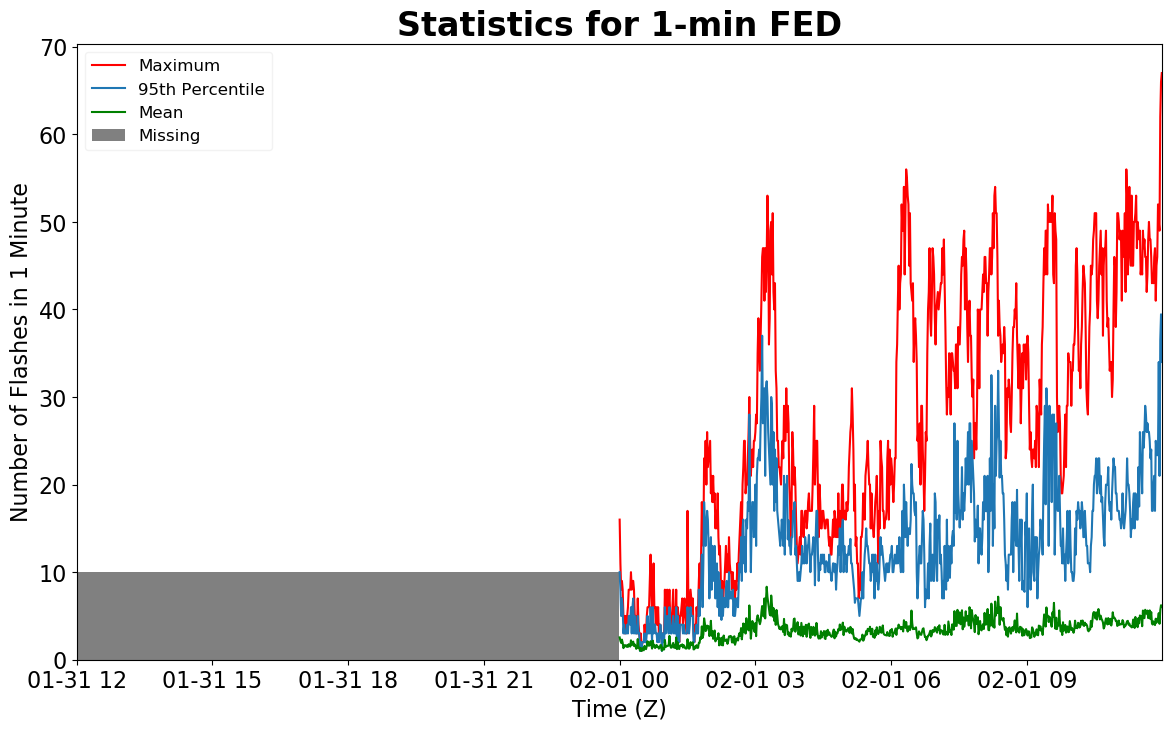 Statistics for 1-min FED
Maximum
95th Percentile
Mean
Missing
Number of Flashes in 1 Minute
70
60
50
40
30
20
10
0
01-31 12 01-31 15 01-31 18 01-31 21 02-01 00 02-01 03 02-01 06 02-01 09
Time (Z)